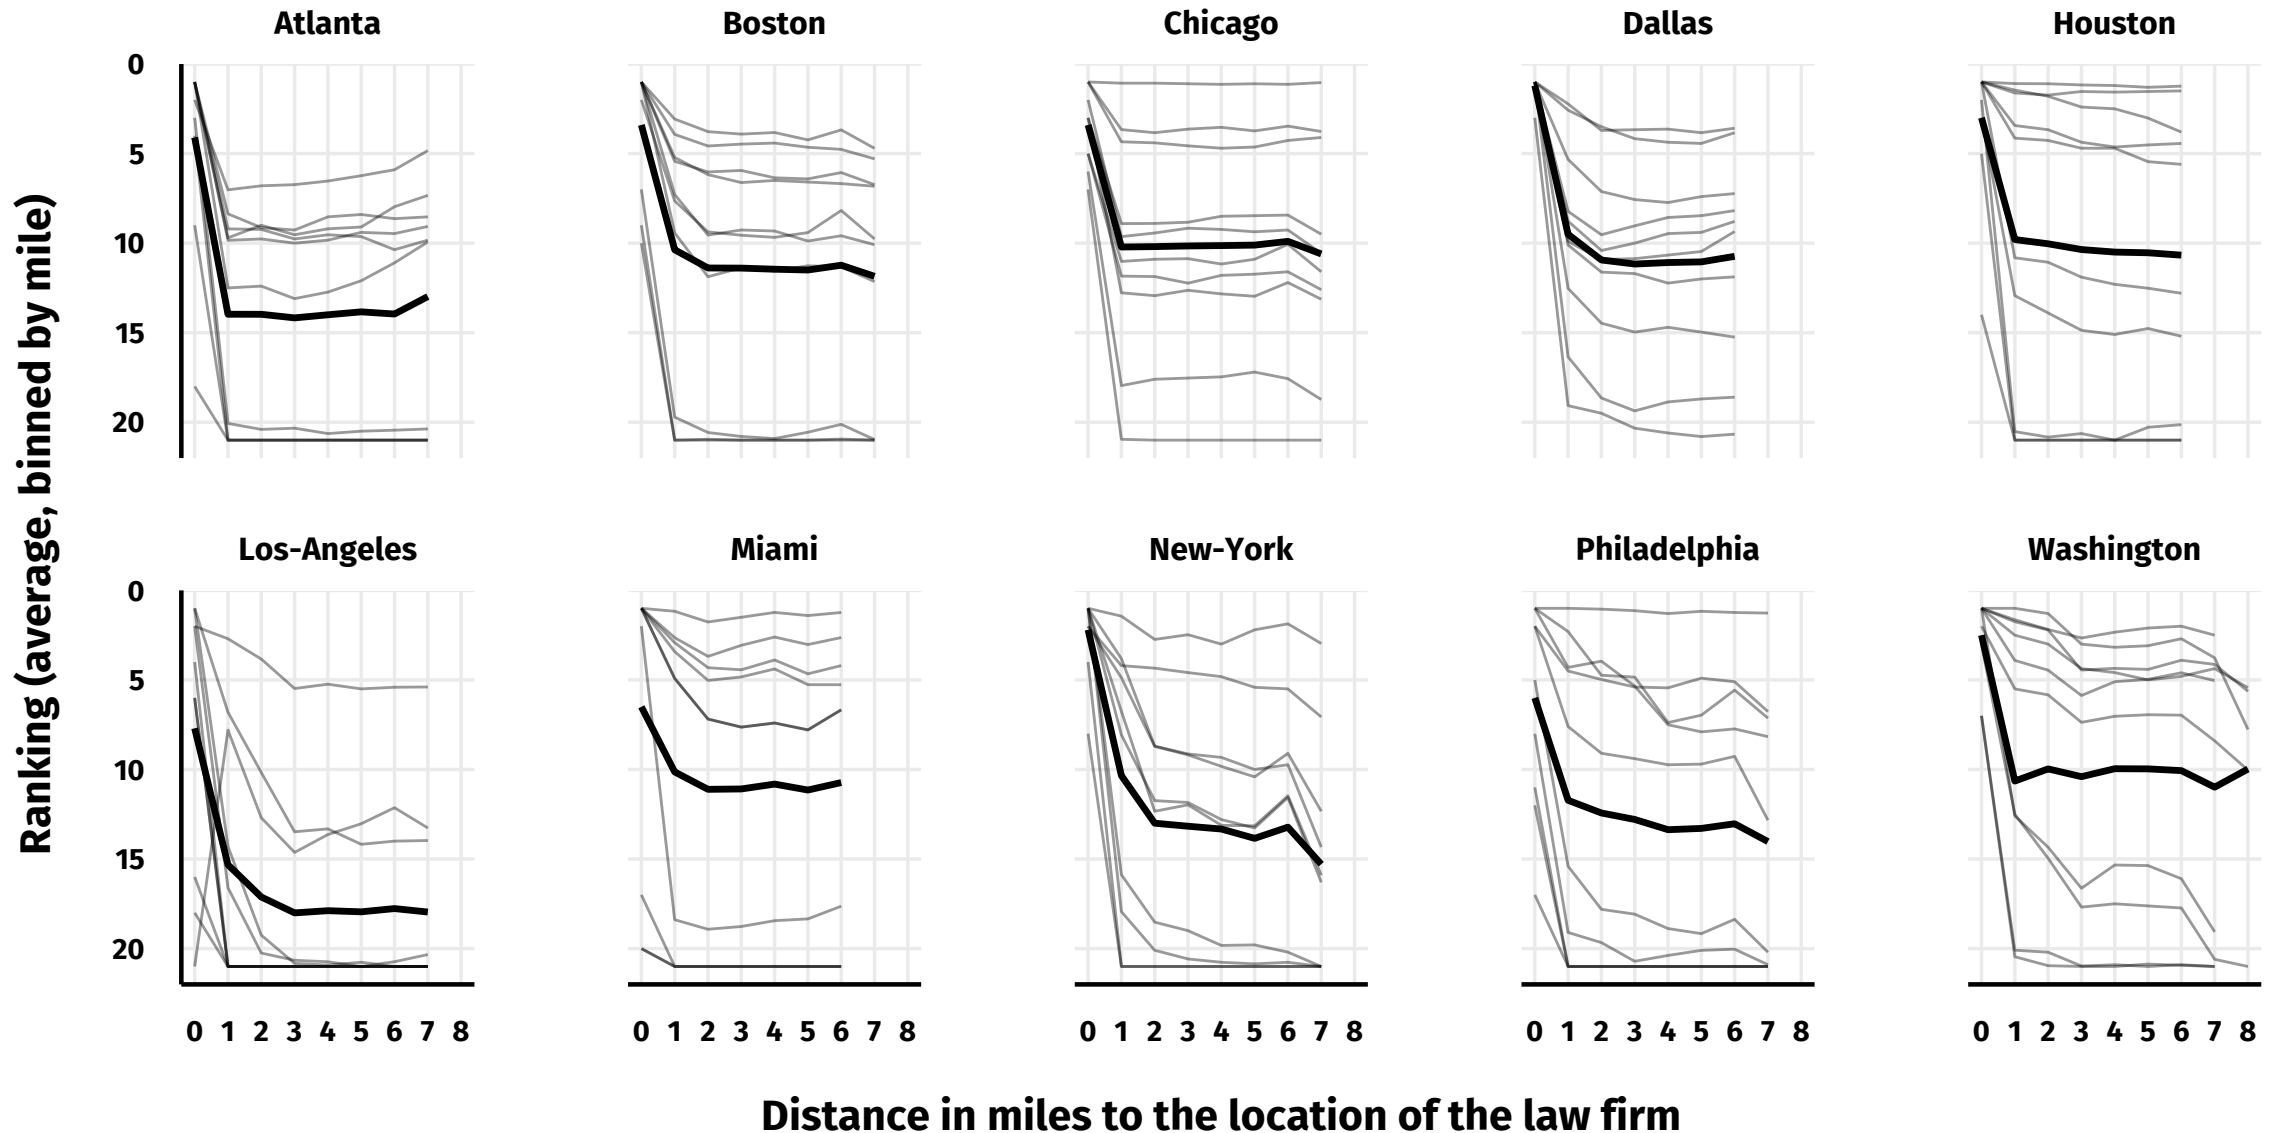 Atlanta Boston Chicago Dallas Houston
0
5
10
15
20
Ranking (average, binned by mile)
Los-Angeles Miami New-York Philadelphia Washington
0
5
10
15
20
0 1 2 3 4 5 6 7 8 0 1 2 3 4 5 6 7 8 0 1 2 3 4 5 6 7 8 0 1 2 3 4 5 6 7 8 0 1 2 3 4 5 6 7 8
Distance in miles to the location of the law firm